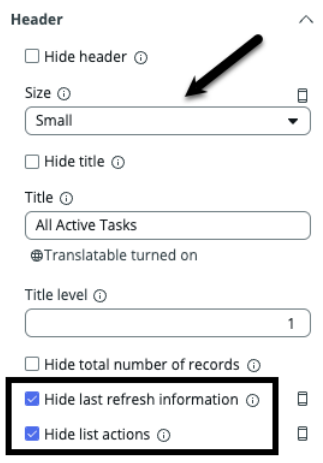 Header
Hide header
Size
Small
Hide title
Title
All Active Tasks
Translatable turned on
Title level
1
Hide total number of records
Hide last refresh information
Hide list actions